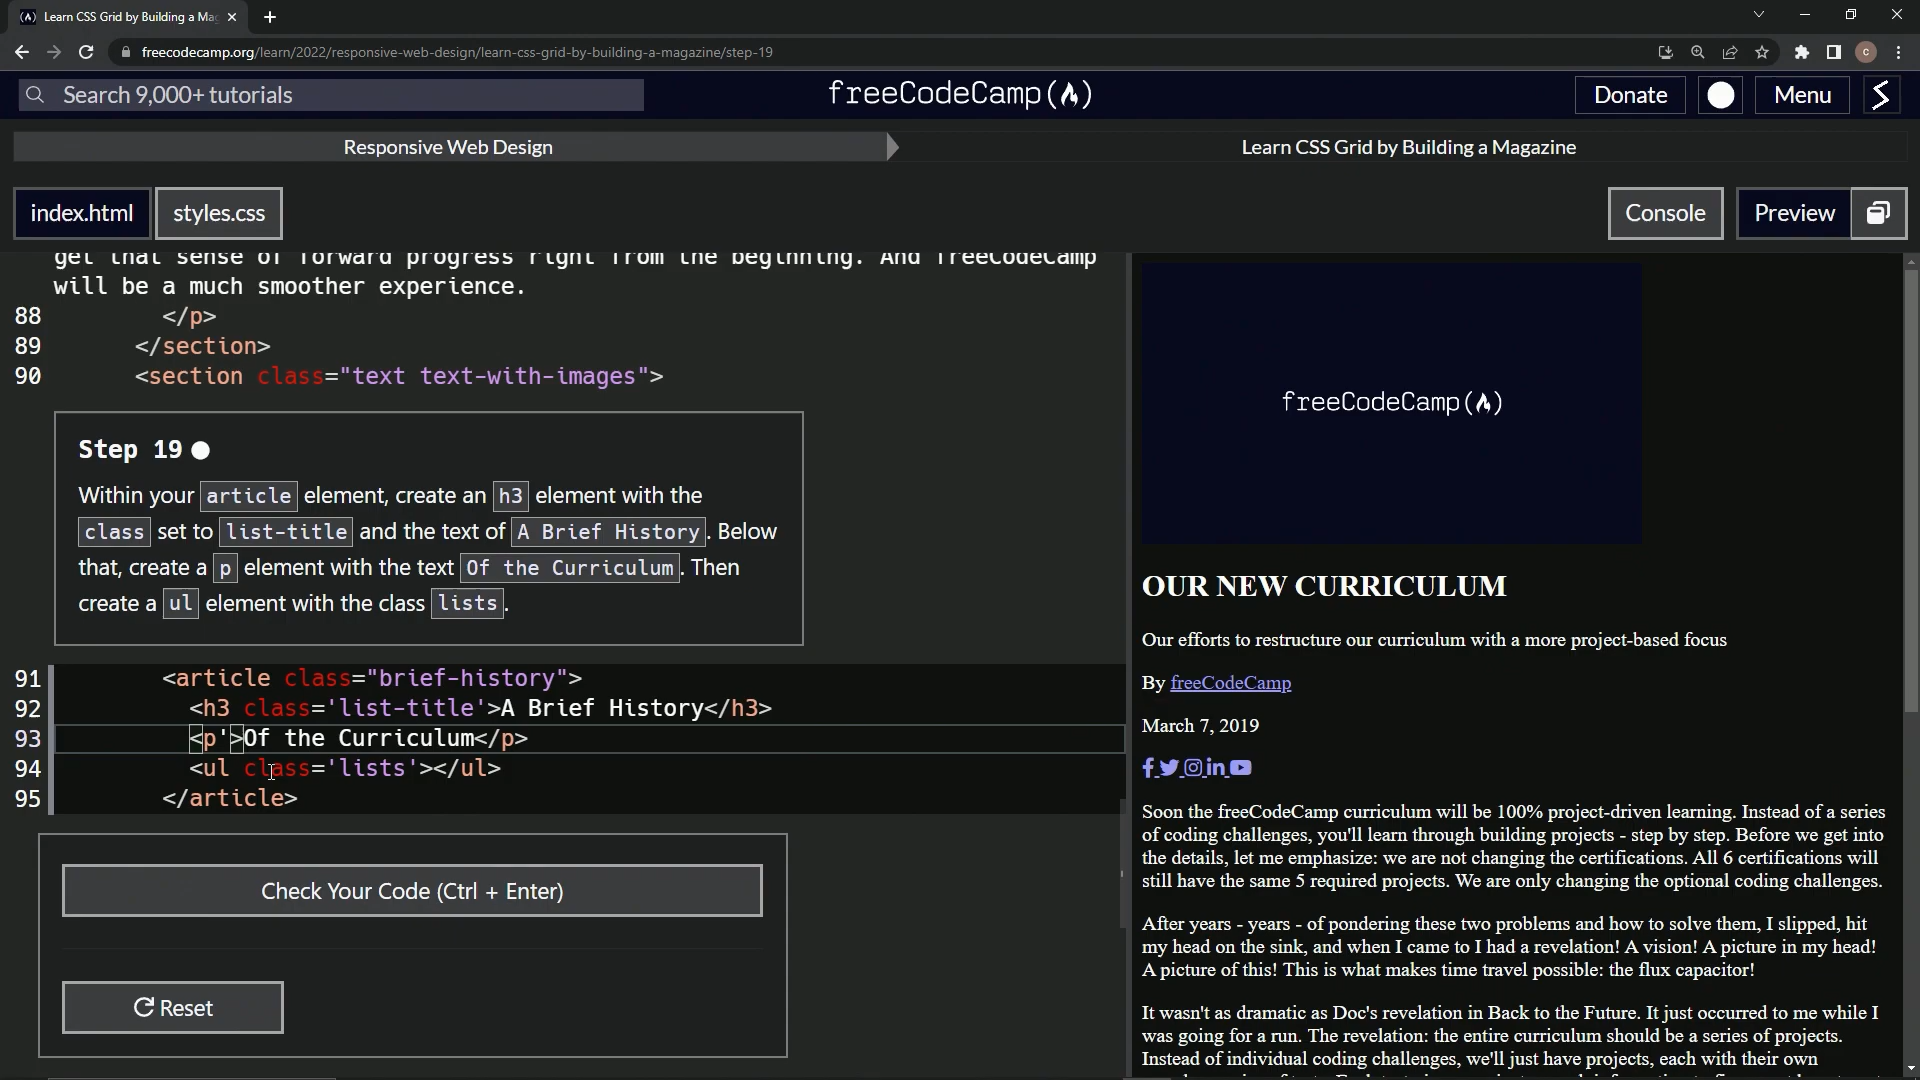 Learn CSS Grid by Building a Mag
freecodecamp.org/learn/2022/responsive-web-design/learn-css-grid-by-building-a-magazine/step-19
C
Search 9,000+ tutorials
freeCodeCamp
Donate
Menu
Responsive Web Design
Learn CSS Grid by Building a Magazine
index.html
styles.css
Console
Preview
get that sense of forward progress right from the beginning. And freeCodeCamp
will be a much smoother experience.
88 </p>
89 </section>
90 <section class="text text-with-images">
Step 19
Within your article element, create an h3 element with the
class set to list-title and the text of A Brief History. Below
that, create a p element with the text Of the Curriculum. Then
create a ul element with the class lists.
91 <article class="brief-history">
92 <h3 class='list-title'>A Brief History</h3>
93 <p'>Of the Curriculum</p>
94 <ul class='lists'></ul>
95 </article>
Check Your Code (Ctrl + Enter)
Reset
freeCodeCamp
OUR NEW CURRICULUM
Our efforts to restructure our curriculum with a more project-based focus
By freeCodeCamp
March 7, 2019
Soon the freeCodeCamp curriculum will be 100% project-driven learning. Instead of a series
of coding challenges, you'll learn through building projects - step by step. Before we get into
the details, let me emphasize: we are not changing the certifications. All 6 certifications will
still have the same 5 required projects. We are only changing the optional coding challenges.
After years - years - of pondering these two problems and how to solve them, I slipped, hit
my head on the sink, and when I came to I had a revelation! A vision! A picture in my head!
A picture of this! This is what makes time travel possible: the flux capacitor!
It wasn't as dramatic as Doc's revelation in Back to the Future. It just occurred to me while I
was going for a run. The revelation: the entire curriculum should be a series of projects.
Instead of individual coding challenges, we'll just have projects, each with their own